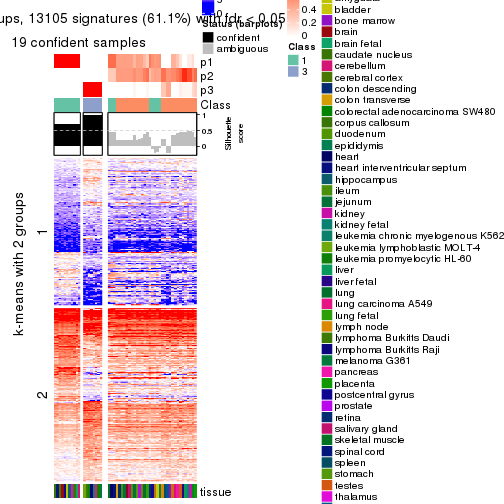 ups, 13105 signatures (61.1%) with fdr < 0.05
19 confident samples
p1
p2
p3
Class
1
0.5
0
Silhouette
score
k-means with 2 groups
1
2
tissue
0
Status (barplots)
confident
ambiguous
0.4
0.2
0
Class
1
3
bladder
bone marrow
brain
brain fetal
caudate nucleus
cerebellum
cerebral cortex
colon descending
colon transverse
colorectal adenocarcinoma SW480
corpus callosum
duodenum
epididymis
heart
heart interventricular septum
hippocampus
ileum
jejunum
kidney
kidney fetal
leukemia chronic myelogenous K562
leukemia lymphoblastic MOLT-4
leukemia promyelocytic HL-60
liver
liver fetal
lung
lung carcinoma A549
lung fetal
lymph node
lymphoma Burkitts Daudi
lymphoma Burkitts Raji
melanoma G361
pancreas
placenta
postcentral gyrus
prostate
retina
salivary gland
skeletal muscle
spinal cord
spleen
stomach
testes
thalamus